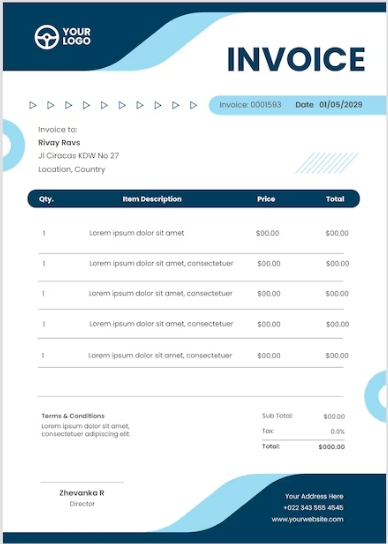 YOUR
LOGO
INVOICE
Invoice: 0001593 Date 01/05/2029
Invoice to:
Rivay Ravs
Jl Ciracas KDW No 27
Location, Country
Qty. Item Description Price Total
1 Lorem ipsum dolor sit amet $00.00 $00.00
1 Lorem ipsum dolor sit amet, consectetuer $00.00 $00.00
1 Lorem ipsum dolor sit amet, consectetuer $00.00 $00.00
1 Lorem ipsum dolor sit amet, consectetuer $00.00 $00.00
1 Lorem ipsum dolor sit amet, consectetuer $00.00 $00.00
Terms & Conditions
Lorem ipsum dolor sit amet,
consectetuer adipiscing elit.
Sub Total: $00.00
Tax: 0.0%
Total: $000.00
Zhevanka R
Director
Your Address Here
+022 343 555 4545
www.yourwebsite.com